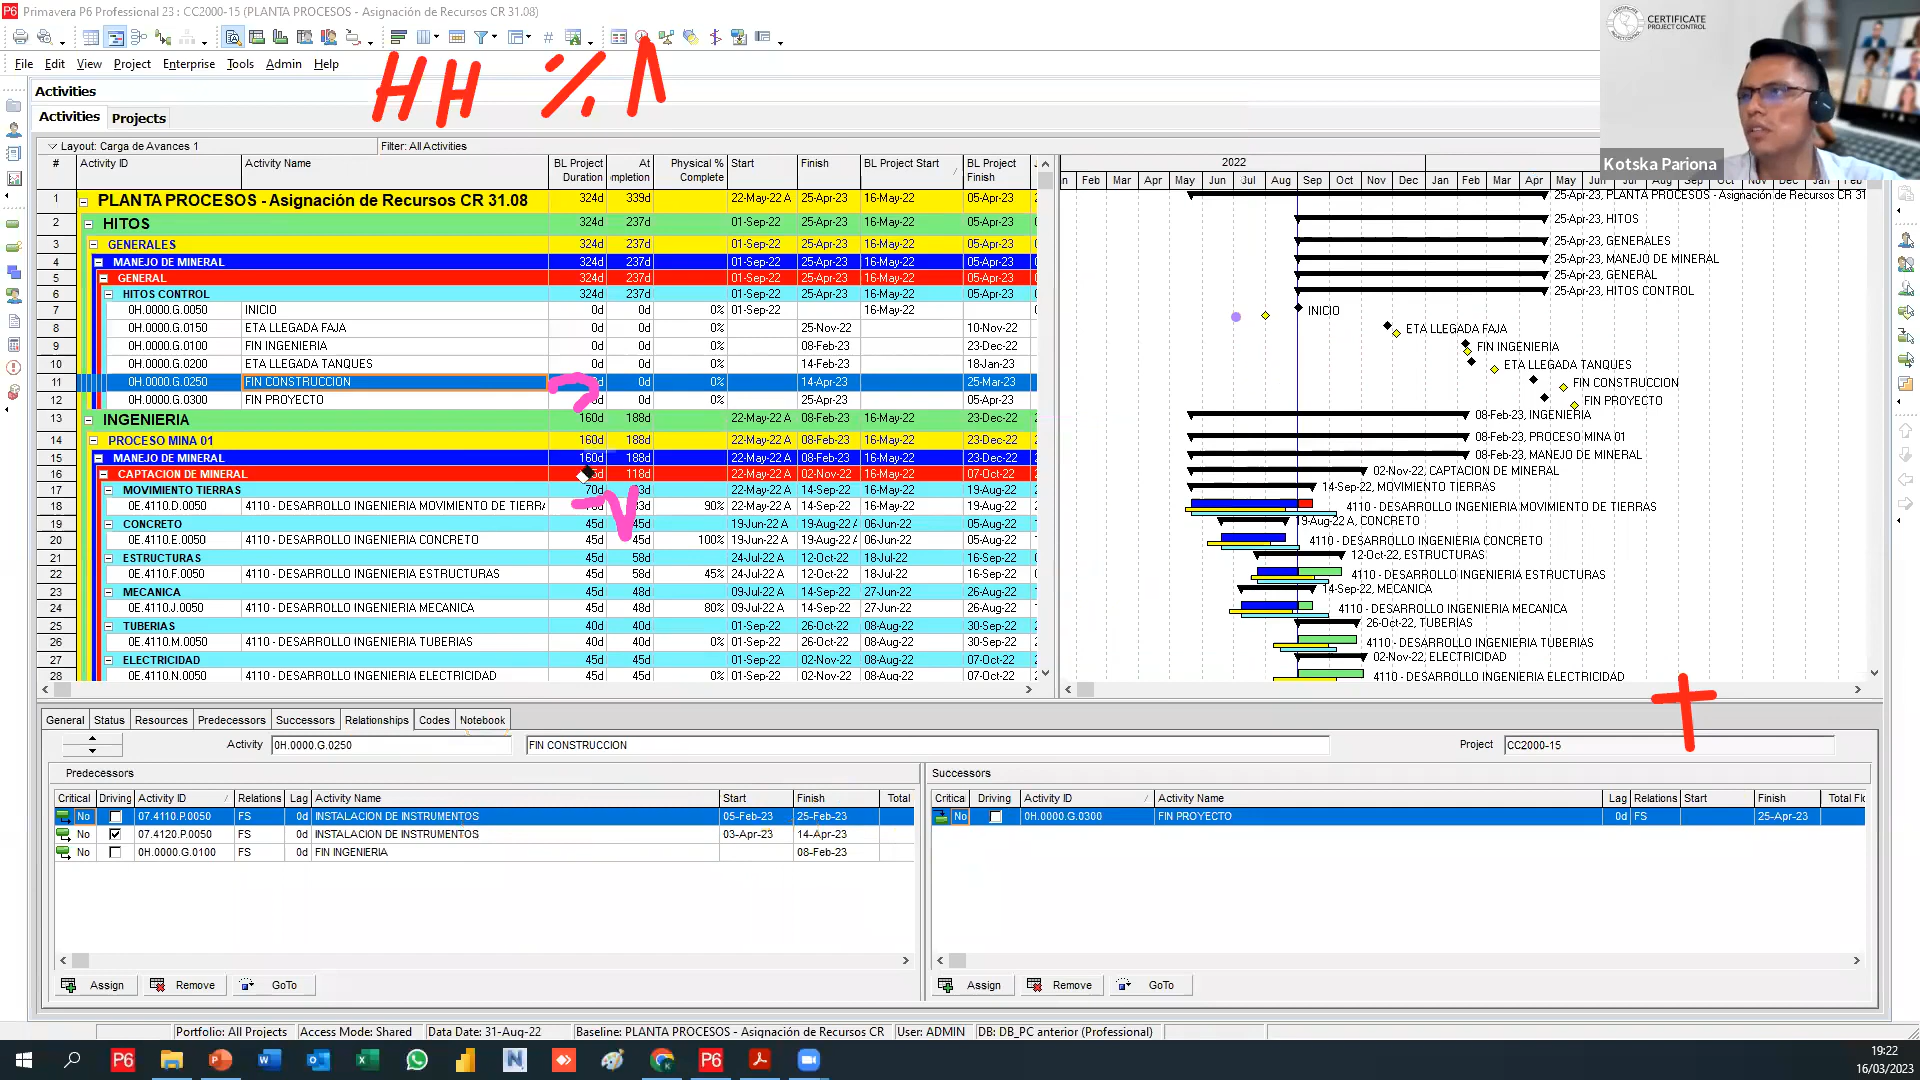 Primavera P6 Professional 23 : CC2000-15 (PLANTA PROCESOS - Asignación de Recursos CR 31.08)
File Edit View Project Enterprise Tools Admin Help
HH %
CERTIFICATE
PROJECT CONTROL
Kotska Pariona
Activities
Activities Projects
Layout: Carga de Avances 1 Filter: All Activities
# Activity ID Activity Name BL Project Duration At Physical % Complete Start Finish BL Project Start BL Project Finish
1 PLANTA PROCESOS - Asignación de Recursos CR 31.08 324d 339d 22-May-22 A 25-Apr-23 16-May-22 05-Apr-23
2 HITOS 324d 237d 01-Sep-22 25-Apr-23 16-May-22 05-Apr-23
3 GENERALES 324d 237d 01-Sep-22 25-Apr-23 16-May-22 05-Apr-23
4 MANEJO DE MINERAL 324d 237d 01-Sep-22 25-Apr-23 16-May-22 05-Apr-23
5 GENERAL 324d 237d 01-Sep-22 25-Apr-23 16-May-22 05-Apr-23
6 HITOS CONTROL 324d 237d 01-Sep-22 25-Apr-23 16-May-22 05-Apr-23
7 0H.0000.G.0050 INICIO 0d 0d 0% 01-Sep-22 16-May-22
8 0H.0000.G.0150 ETA LLEGADA FAJA 0d 0d 0% 25-Nov-22 10-Nov-22
9 0H.0000.G.0100 FIN INGENIERIA 0d 0d 0% 08-Feb-23 23-Dec-22
10 0H.0000.G.0200 ETA LLEGADA TANQUES 0d 0d 0% 14-Feb-23 18-Jan-23
11 0H.0000.G.0250 FIN CONSTRUCCION 0d 0% 14-Apr-23 25-Mar-23
12 0H.0000.G.0300 FIN PROYECTO 0d 0d 0% 25-Apr-23 05-Apr-23
13 INGENIERIA 160d 188d 22-May-22 A 08-Feb-23 16-May-22 23-Dec-22
14 PROCESO MINA 01 160d 188d 22-May-22 A 08-Feb-23 16-May-22 23-Dec-22
15 MANEJO DE MINERAL 160d 188d 22-May-22 A 08-Feb-23 16-May-22 23-Dec-22
16 CAPTACION DE MINERAL 118d 22-May-22 A 02-Nov-22 16-May-22 07-Oct-22
17 MOVIMIENTO TIERRAS 70d 22-May-22 A 14-Sep-22 16-May-22 19-Aug-22
18 0E.4110.D.0050 4110 - DESARROLLO INGENIERIA MOVIMIENTO DE TIERRA 90% 22-May-22 A 14-Sep-22 16-May-22 19-Aug-22
19 CONCRETO 45d 45d 19-Jun-22 A 19-Aug-22 A 06-Jun-22 05-Aug-22
20 0E.4110.E.0050 4110 - DESARROLLO INGENIERIA CONCRETO 45d 45d 100% 19-Jun-22 A 19-Aug-22 A 06-Jun-22 05-Aug-22
21 ESTRUCTURAS 45d 58d 24-Jul-22 A 12-Oct-22 18-Jul-22 16-Sep-22
22 0E.4110.F.0050 4110 - DESARROLLO INGENIERIA ESTRUCTURAS 45d 58d 45% 24-Jul-22 A 12-Oct-22 18-Jul-22 16-Sep-22
23 MECANICA 45d 48d 09-Jul-22 A 14-Sep-22 27-Jun-22 26-Aug-22
24 0E.4110.J.0050 4110 - DESARROLLO INGENIERIA MECANICA 45d 48d 80% 09-Jul-22 A 14-Sep-22 27-Jun-22 26-Aug-22
25 TUBERIAS 40d 40d 01-Sep-22 26-Oct-22 08-Aug-22 30-Sep-22
26 0E.4110.M.0050 4110 - DESARROLLO INGENIERIA TUBERIAS 40d 40d 0% 01-Sep-22 26-Oct-22 08-Aug-22 30-Sep-22
27 ELECTRICIDAD 45d 45d 01-Sep-22 02-Nov-22 08-Aug-22 07-Oct-22
28 0E.4110.N.0050 4110 - DESARROLLO INGENIERIA ELECTRICIDAD 45d 45d 0% 01-Sep-22 02-Nov-22 08-Aug-22 07-Oct-22
2022
Feb Mar Apr May Jun Jul Aug Sep Oct Nov Dec Jan Feb Mar Apr May Jun Jul Aug Sep Oct Nov Dec Jan Feb
25-Apr-23, PLANTA PROCESOS - Asignación de Recursos CR 31
25-Apr-23, HITOS
25-Apr-23, GENERALES
25-Apr-23, MANEJO DE MINERAL
25-Apr-23, GENERAL
25-Apr-23, HITOS CONTROL
INICIO
ETA LLEGADA FAJA
FIN INGENIERIA
ETA LLEGADA TANQUES
FIN CONSTRUCCION
FIN PROYECTO
08-Feb-23, INGENIERIA
08-Feb-23, PROCESO MINA 01
08-Feb-23, MANEJO DE MINERAL
02-Nov-22, CAPTACION DE MINERAL
14-Sep-22, MOVIMIENTO TIERRAS
4110 - DESARROLLO INGENIERIA MOVIMIENTO DE TIERRAS
19-Aug-22 A, CONCRETO
4110 - DESARROLLO INGENIERIA CONCRETO
12-Oct-22, ESTRUCTURAS
4110 - DESARROLLO INGENIERIA ESTRUCTURAS
14-Sep-22, MECANICA
4110 - DESARROLLO INGENIERIA MECANICA
26-Oct-22, TUBERIAS
4110 - DESARROLLO INGENIERIA TUBERIAS
02-Nov-22, ELECTRICIDAD
4110 - DESARROLLO INGENIERIA ELECTRICIDAD
General Status Resources Predecessors Successors Relationships Codes Notebook
Activity 0H.0000.G.0250 FIN CONSTRUCCION Project CC2000-15
Predecessors
Critical Driving Activity ID Relations Lag Activity Name Start Finish Total
No 07.4110.P.0050 FS 0d INSTALACION DE INSTRUMENTOS 05-Feb-23 25-Feb-23
No 07.4120.P.0050 FS 0d INSTALACION DE INSTRUMENTOS 03-Apr-23 14-Apr-23
No 0H.0000.G.0100 FS 0d FIN INGENIERIA 08-Feb-23
Assign Remove GoTo
Successors
Critica Driving Activity ID Activity Name Lag Relations Start Finish Total Flo
No 0H.0000.G.0300 FIN PROYECTO 0d FS 25-Apr-23
Assign Remove GoTo
Portfolio: All Projects Access Mode: Shared Data Date: 31-Aug-22 Baseline: PLANTA PROCESOS - Asignación de Recursos CR User: ADMIN DB: DB_PC anterior (Professional)
19:22
16/03/2023